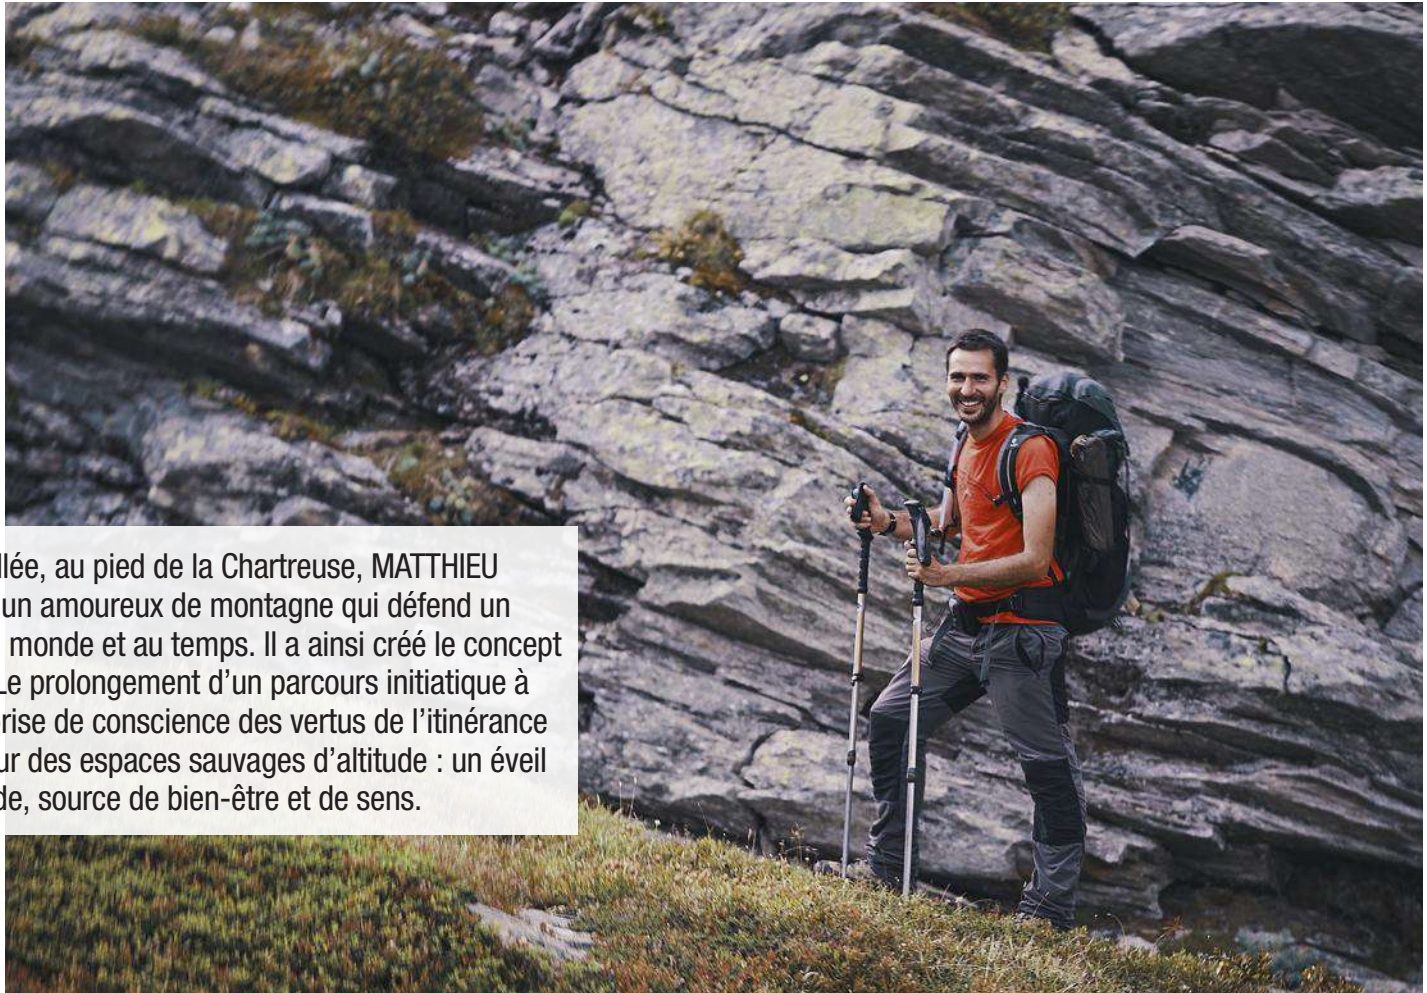 llée, au pied de la Chartreuse, MATTHIEU
un amoureux de montagne qui défend un
monde et au temps. Il a ainsi créé le concept
Le prolongement d’un parcours initiatique à
rise de conscience des vertus de l’itinérance
ur des espaces sauvages d’altitude : un éveil
de, source de bien-être et de sens.